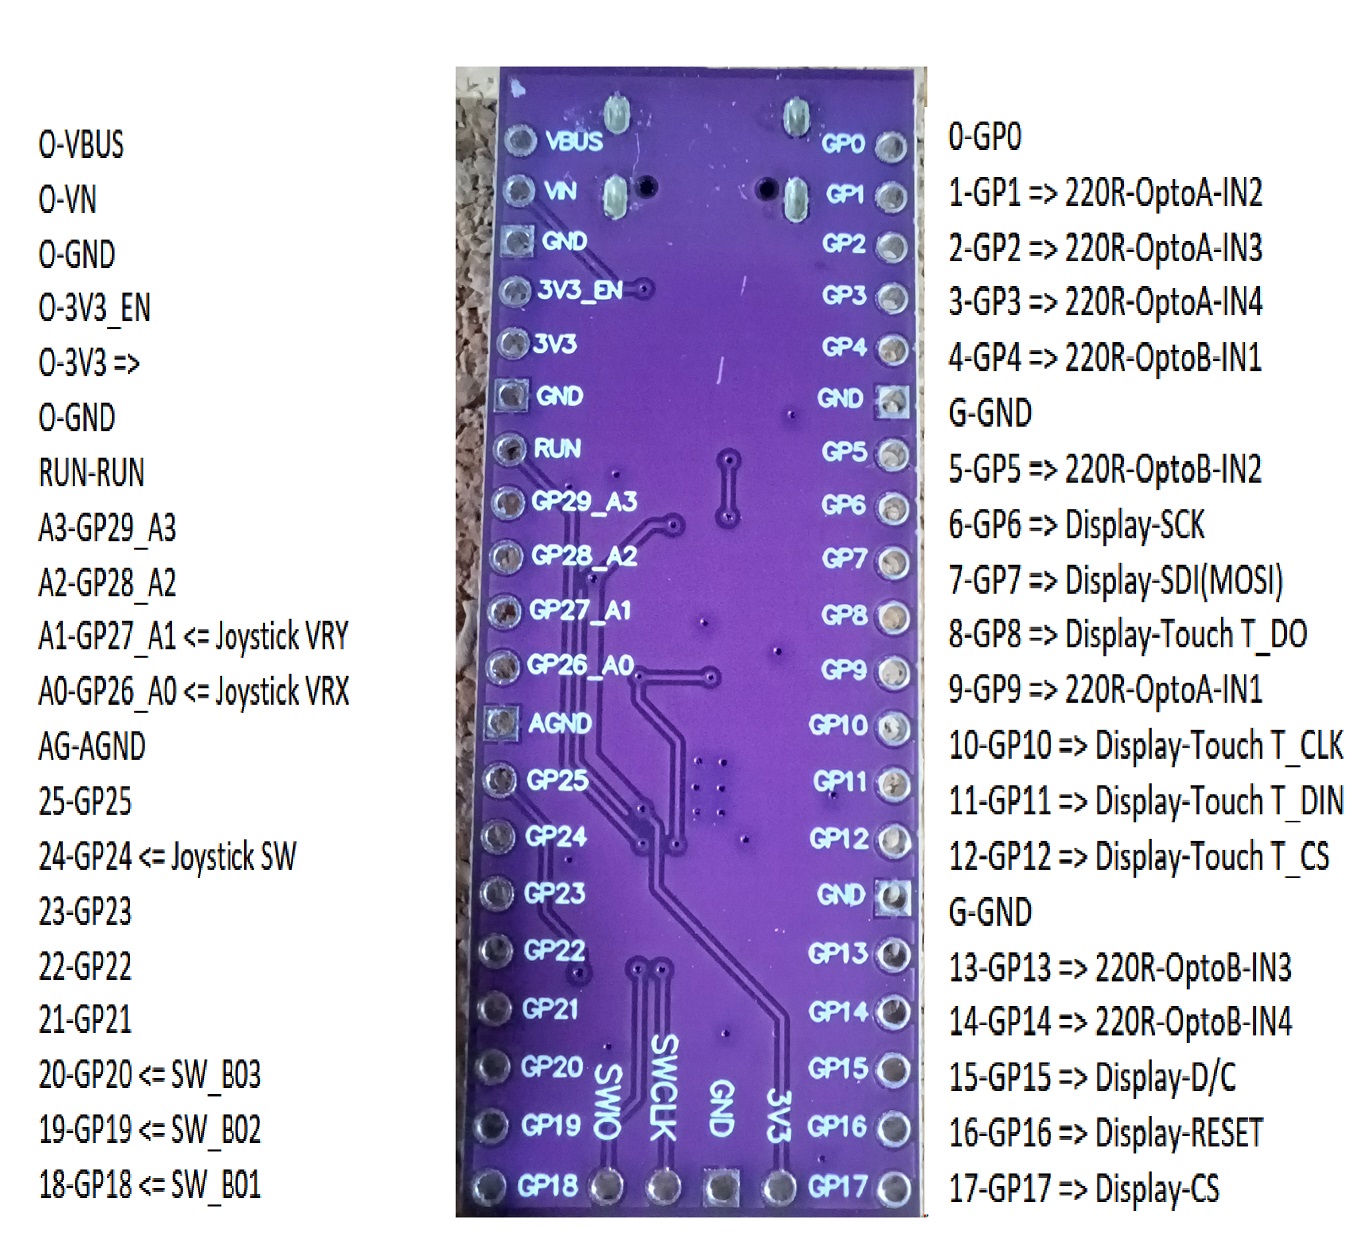 O-VBUS
O-VN
O-GND
O-3V3_EN
O-3V3 =>
O-GND
RUN-RUN
A3-GP29_A3
A2-GP28_A2
A1-GP27_A1 <= Joystick VRY
A0-GP26_A0 <= Joystick VRX
AG-AGND
25-GP25
24-GP24 <= Joystick SW
23-GP23
22-GP22
21-GP21
20-GP20 <= SW_B03
19-GP19 <= SW_B02
18-GP18 <= SW_B01
VBUS
VIN
GND
3V3_EN
3V3
GND
RUN
GP29_A3
GP28_A2
GP27_A1
GP26_A0
AGND
GP25
GP24
GP23
GP22
GP21
GP20
GP19
GP18
SWIO
SWCLK
GND
3V3
GP0
GP1
GP2
GP3
GP4
GND
GP5
GP6
GP7
GP8
GP9
GP10
GP11
GP12
GND
GP13
GP14
GP15
GP16
GP17
0-GP0
1-GP1 => 220R-OptoA-IN2
2-GP2 => 220R-OptoA-IN3
3-GP3 => 220R-OptoA-IN4
4-GP4 => 220R-OptoB-IN1
G-GND
5-GP5 => 220R-OptoB-IN2
6-GP6 => Display-SCK
7-GP7 => Display-SDI(MOSI)
8-GP8 => Display-Touch T_DO
9-GP9 => 220R-OptoA-IN1
10-GP10 => Display-Touch T_CLK
11-GP11 => Display-Touch T_DIN
12-GP12 => Display-Touch T_CS
G-GND
13-GP13 => 220R-OptoB-IN3
14-GP14 => 220R-OptoB-IN4
15-GP15 => Display-D/C
16-GP16 => Display-RESET
17-GP17 => Display-CS